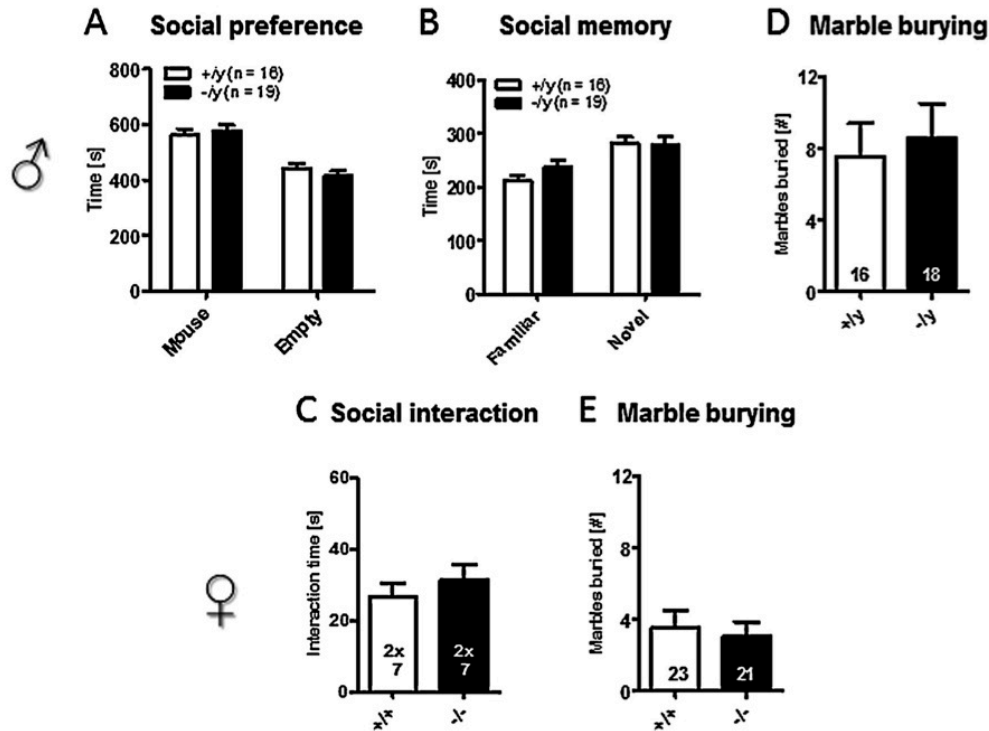 A Social preference
800
600
400
200
0
Time [s]
+/y (n = 16)
-/y (n = 19)
Mouse
Empty
B Social memory
400
300
200
100
0
Time [s]
+/y (n = 16)
-/y (n = 19)
Familiar
Novel
D Marble burying
12
8
4
0
Marbles buried [#]
16
18
+/y
-/y
C Social interaction
60
40
20
0
Interaction time [s]
2x
7
2x
7
+/+
-/-
E Marble burying
12
8
4
0
Marbles buried [#]
23
21
+/+
-/-